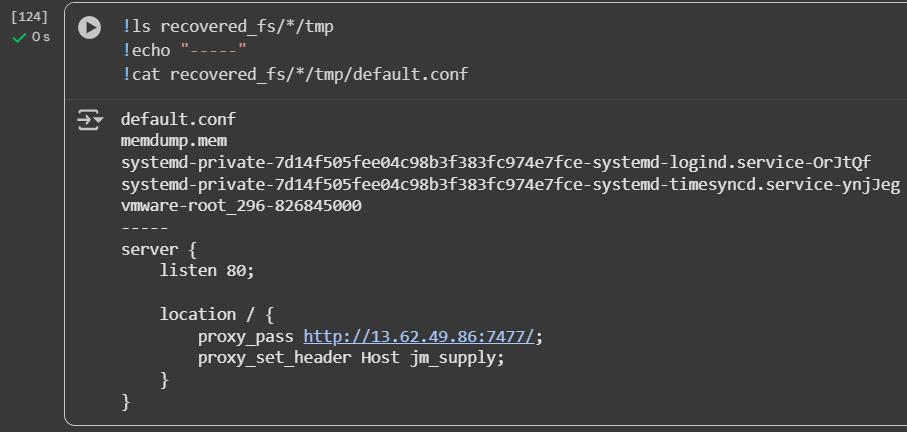 [124]
0 s
!ls recovered_fs/*/tmp
!echo "-----"
!cat recovered_fs/*/tmp/default.conf
default.conf
memdump.mem
systemd-private-7d14f505fee04c98b3f383fc974e7fce-systemd-logind.service-OrJtQf
systemd-private-7d14f505fee04c98b3f383fc974e7fce-systemd-timesyncd.service-ynjJeg
vmware-root_296-826845000
-----
server {
    listen 80;

    location / {
        proxy_pass http://13.62.49.86:7477/;
        proxy_set_header Host jm_supply;
    }
}